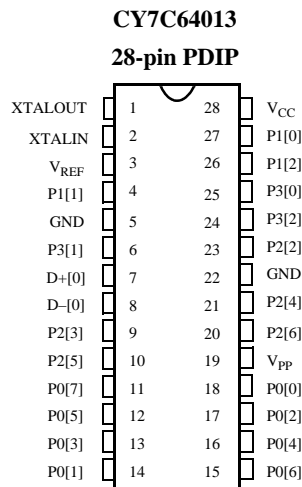 CY7C64013
28-pin PDIP
XTALOUT 1 28 VCC
XTALIN 2 27 P1[0]
VREF 3 26 P1[2]
P1[1] 4 25 P3[0]
GND 5 24 P3[2]
P3[1] 6 23 P2[2]
D+[0] 7 22 GND
D–[0] 8 21 P2[4]
P2[3] 9 20 P2[6]
P2[5] 10 19 VPP
P0[7] 11 18 P0[0]
P0[5] 12 17 P0[2]
P0[3] 13 16 P0[4]
P0[1] 14 15 P0[6]